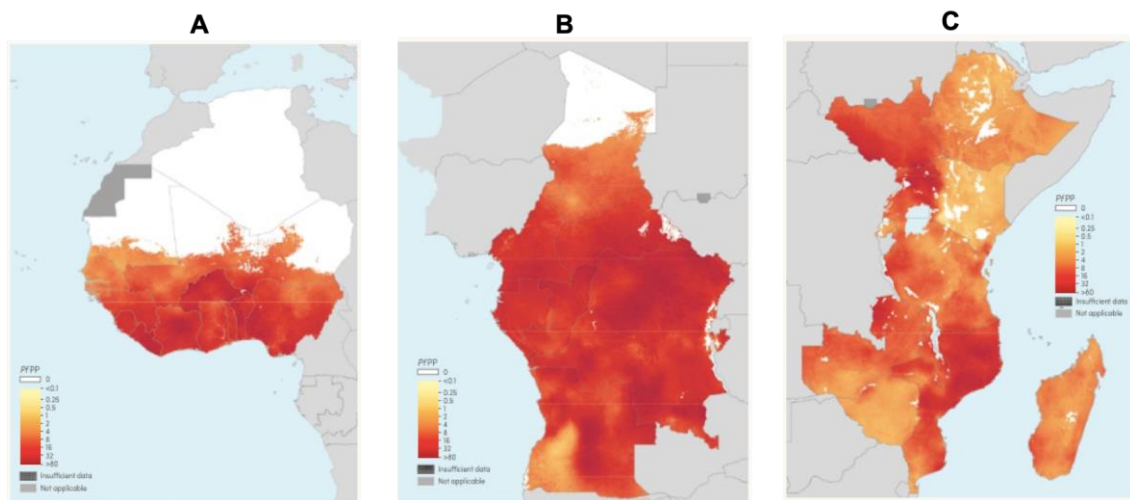 A
B
C
PfPP
0
<0.1
0.25
0.5
1
2
4
8
16
32
>80
Insufficient data
Not applicable
PfPP
0
<0.1
0.25
0.5
1
2
4
8
16
32
>80
Insufficient data
Not applicable
PfPP
0
<0.1
0.25
0.5
1
2
4
8
16
32
>80
Insufficient data
Not applicable